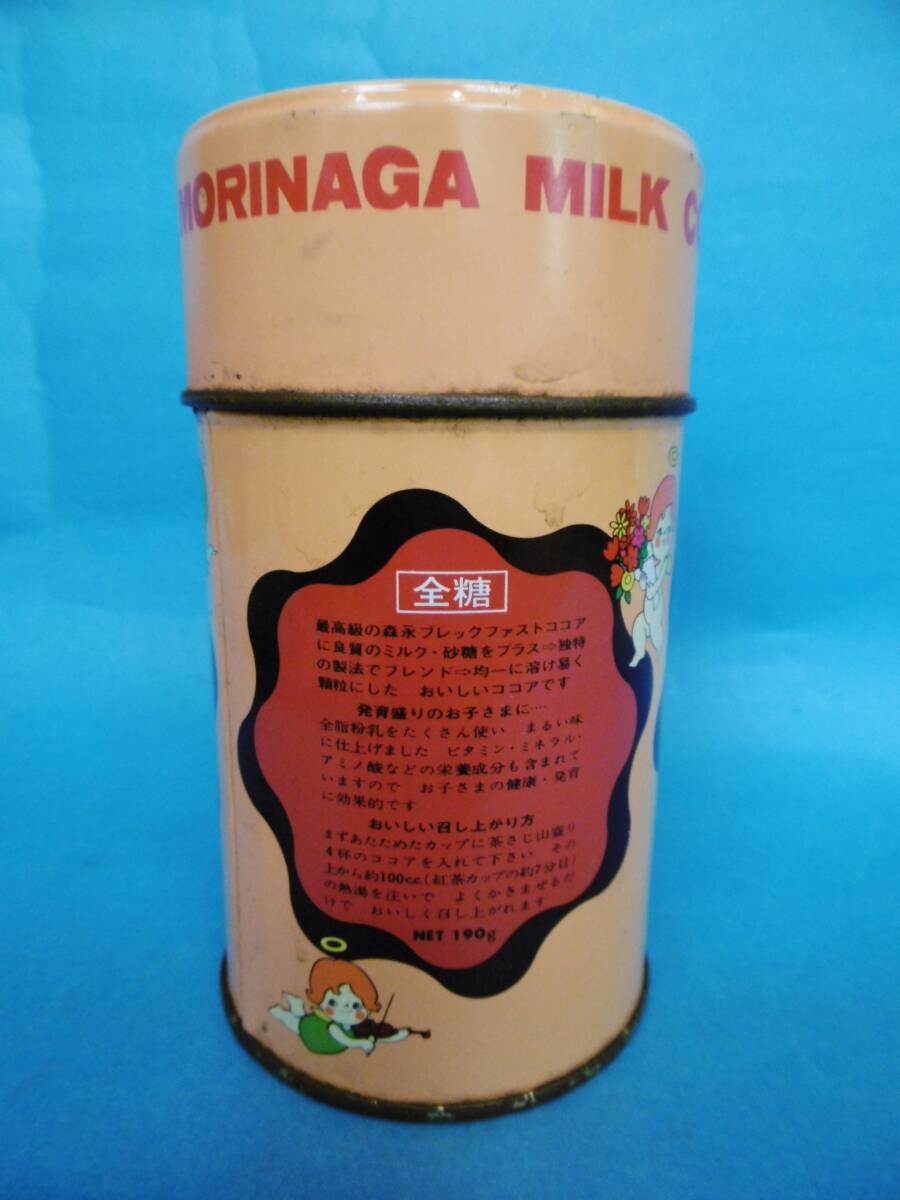 MORINAGA MILK C
全糖
最高級の森永ブレックファストココア
に良質のミルク・砂糖をプラス⇨独特
の製法でブレンド⇨均一に溶け易く
顆粒にした おいしいココアです
発育盛りのお子さまに…
全脂粉乳をたくさん使い まるい味
に仕上げました ビタミン・ミネラル・
アミノ酸などの栄養成分も含まれて
いますので お子さまの健康・発育
に効果的です
おいしい召し上がり方
まずあたためたカップに茶さじ山盛り
4杯のココアを入れて下さい その
上から約100cc.(紅茶カップの約7分目)
の熱湯を注いで よくかきまぜるだ
けで おいしく召し上がれます
NET 190g